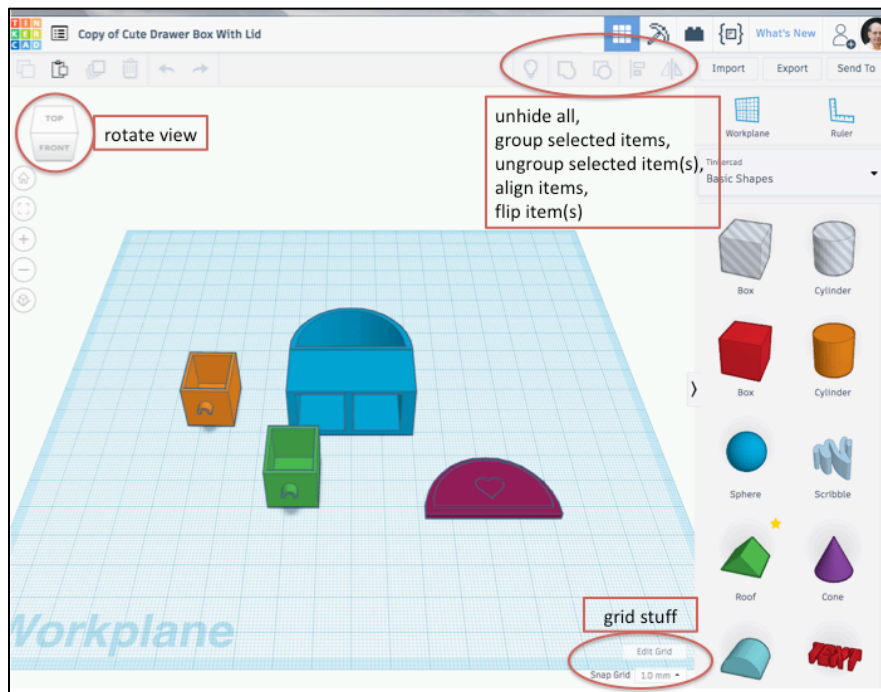 TIN
KER
CAD
Copy of Cute Drawer Box With Lid
What's New
Import
Export
Send To
TOP
FRONT
rotate view
unhide all,
group selected items,
ungroup selected item(s),
align items,
flip item(s)
Workplane
Ruler
Tinkercad
Basic Shapes
Box
Cylinder
Box
Cylinder
Sphere
Scribble
Roof
Cone
TEXT
Workplane
grid stuff
Edit Grid
Snap Grid 1.0 mm